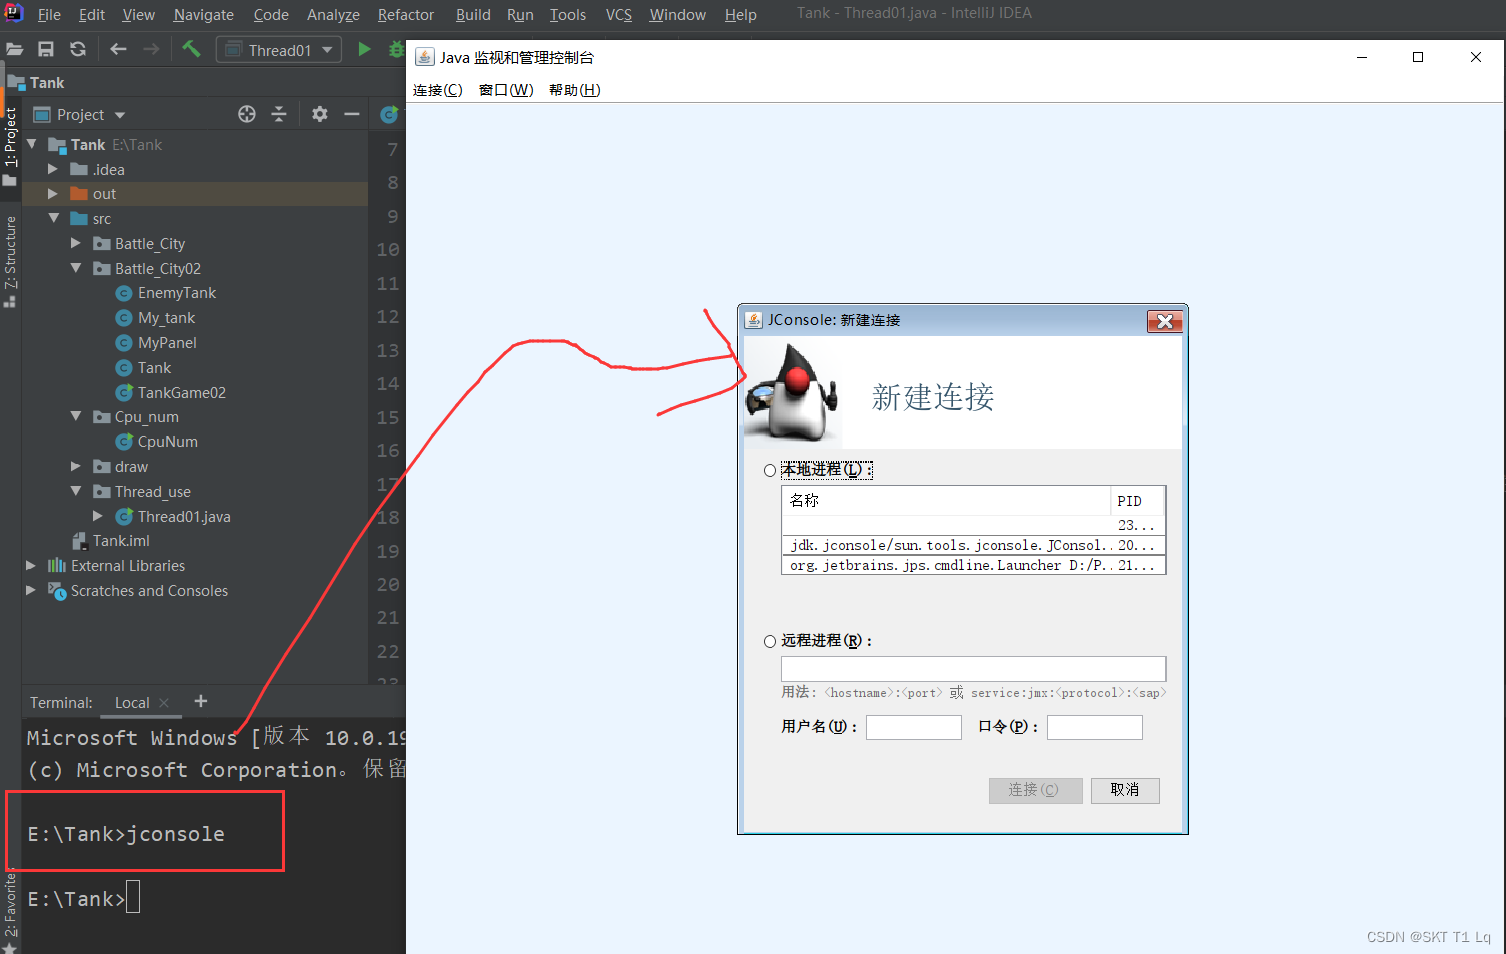 File Edit View Navigate Code Analyze Refactor Build Run Tools VCS Window Help Tank - Thread01.java - IntelliJ IDEA
Thread01
Tank
1: Project
Z: Structure
2: Favorites
Project
Tank E:\Tank
.idea
out
src
Battle_City
Battle_City02
EnemyTank
My_tank
MyPanel
Tank
TankGame02
Cpu_num
CpuNum
draw
Thread_use
Thread01.java
Tank.iml
External Libraries
Scratches and Consoles
7
8
9
10
11
12
13
14
15
16
17
18
19
20
21
22
23
Terminal: Local
Microsoft Windows [版本 10.0.19
(c) Microsoft Corporation。保留
E:\Tank>jconsole
E:\Tank>
Java 监视和管理控制台
连接(C) 窗口(W) 帮助(H)
JConsole: 新建连接
新建连接
本地进程(L):
名称 PID
23...
jdk.jconsole/sun.tools.jconsole.JConsol.. 20...
org.jetbrains.jps.cmdline.Launcher D:/P.. 21...
远程进程(R):
用法: <hostname>:<port> 或 service:jmx:<protocol>:<sap>
用户名(U): 口令(P):
连接(C) 取消
CSDN @SKT T1 Lq